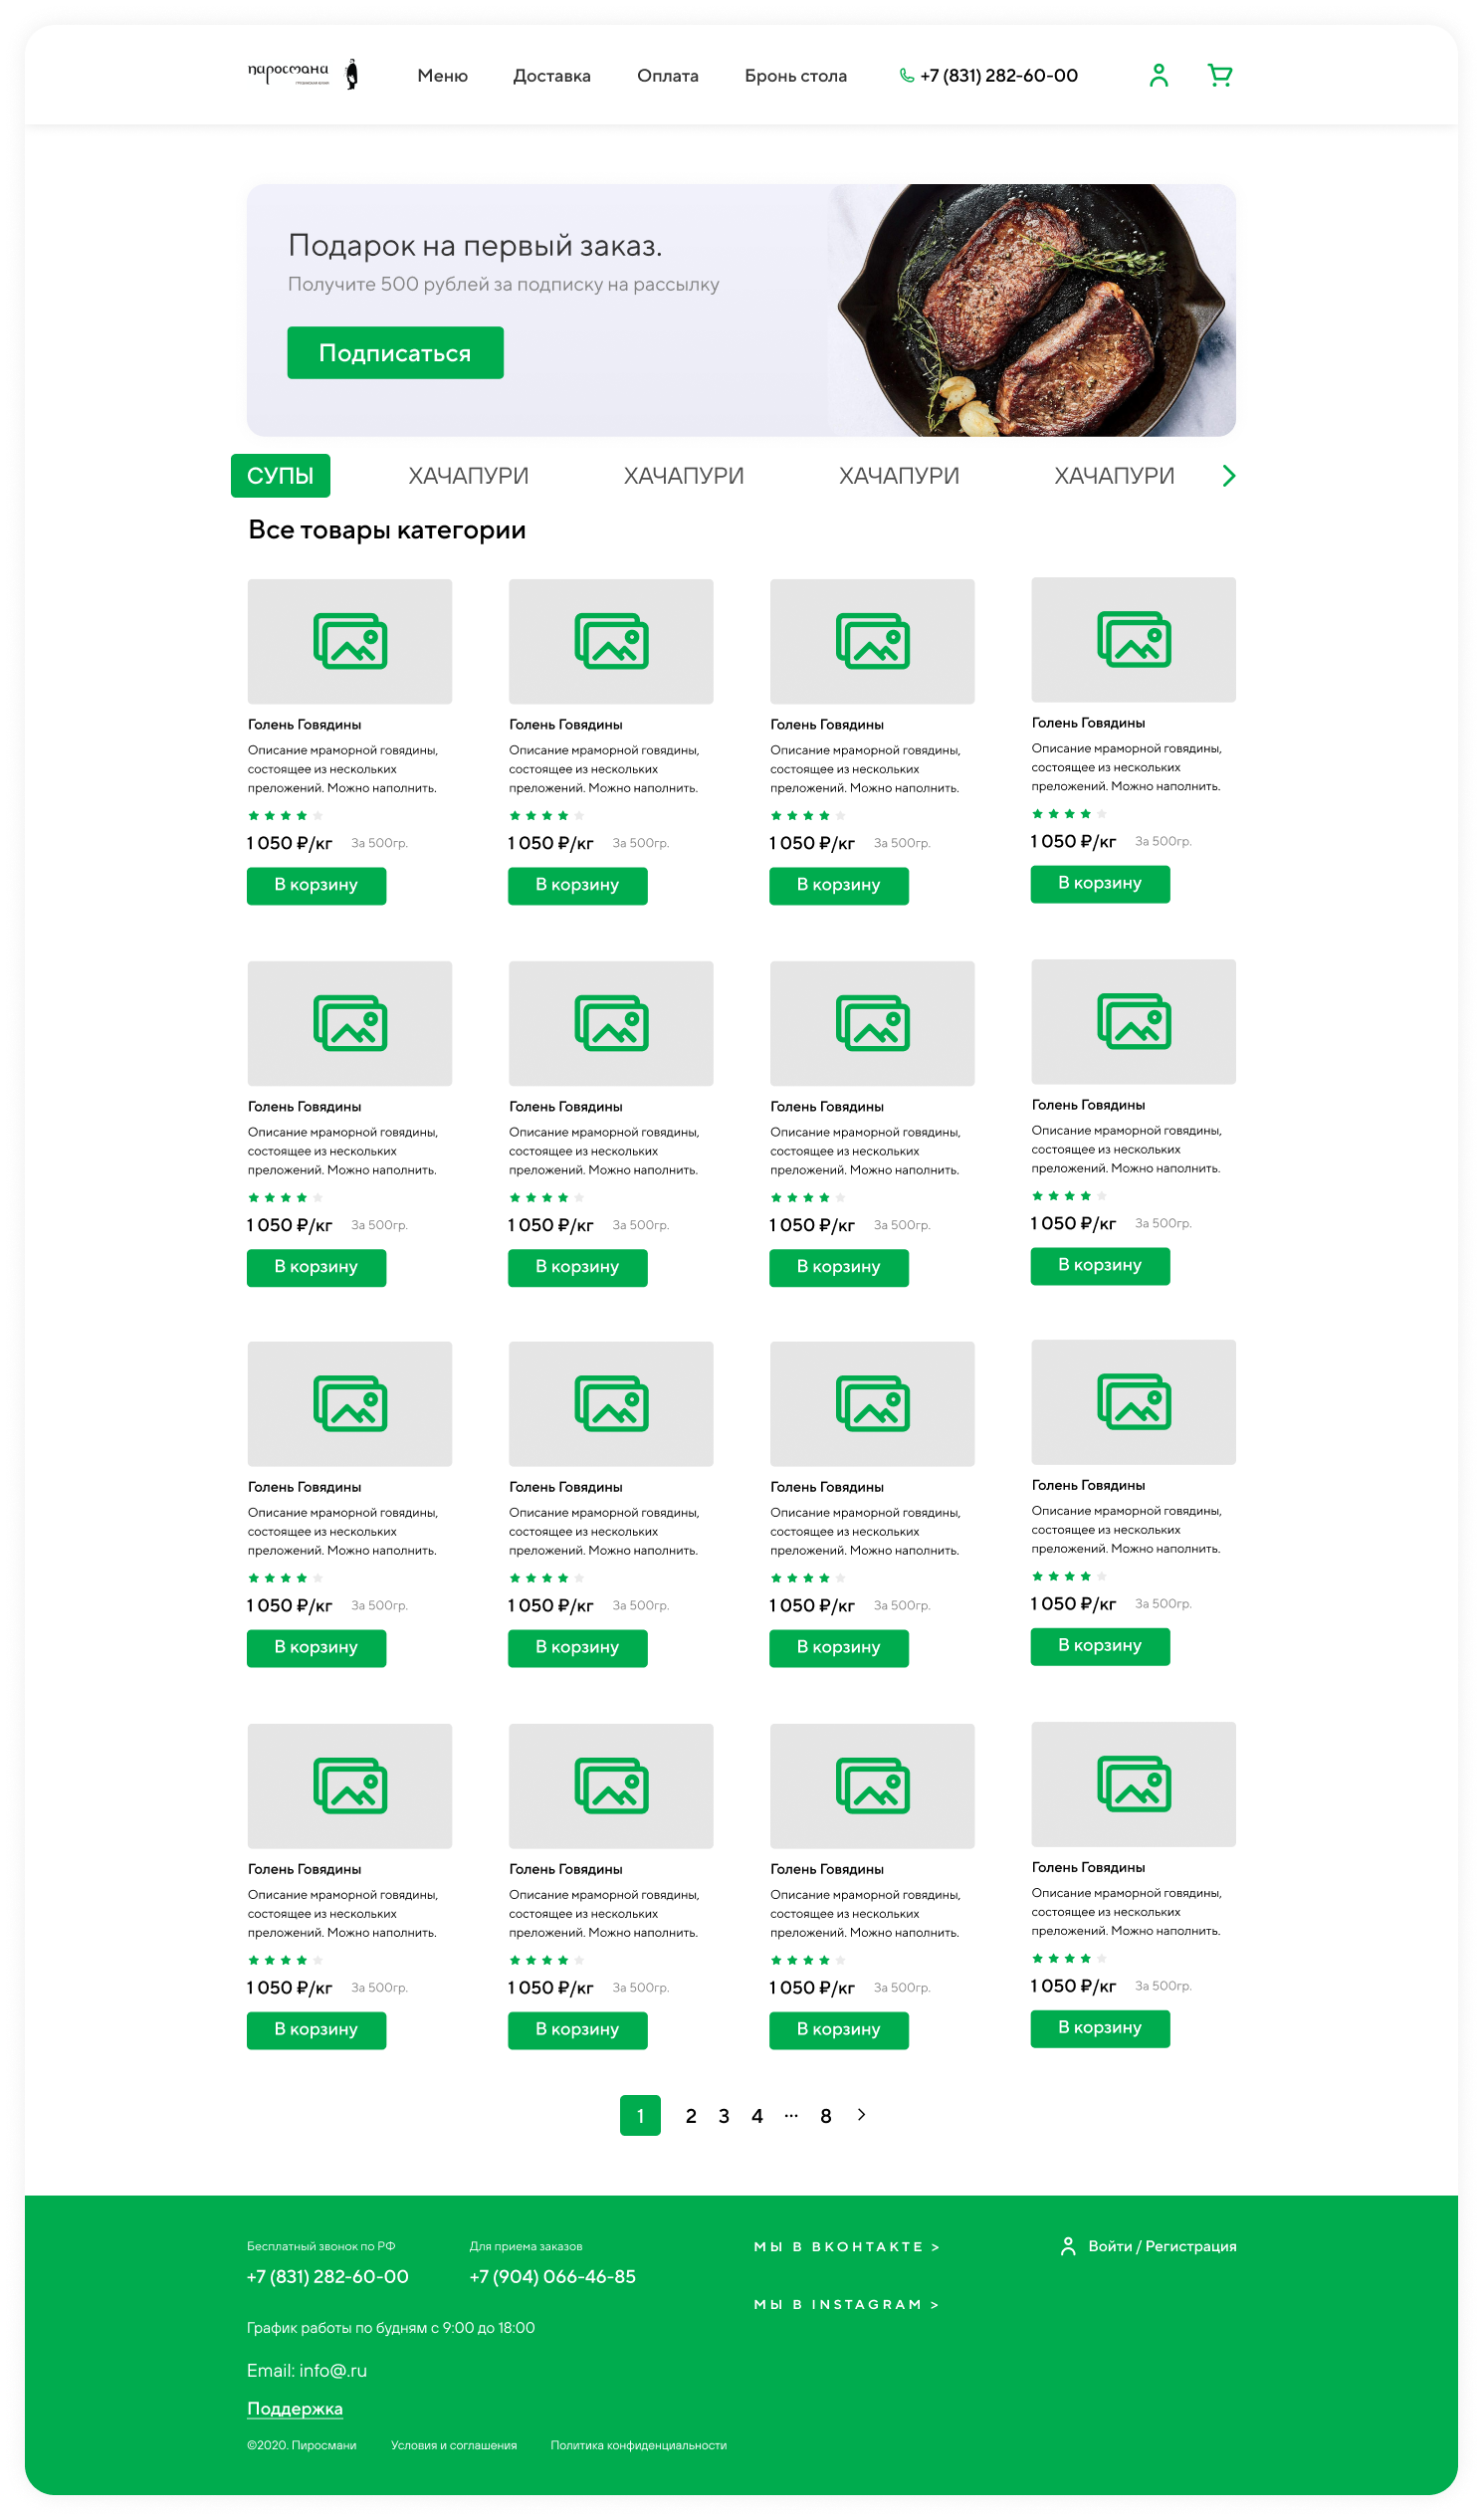 пиросмани
Меню
Доставка
Оплата
Бронь стола
+7 (831) 282-60-00
Подарок на первый заказ.
Получите 500 рублей за подписку на рассылку
Подписаться
СУПЫ
ХАЧАПУРИ
ХАЧАПУРИ
ХАЧАПУРИ
ХАЧАПУРИ
Все товары категории
Голень Говядины
Описание мраморной говядины,
состоящее из нескольких
преложений. Можно наполнить.
1 050 ₽/кг За 500гр.
В корзину
Голень Говядины
Описание мраморной говядины,
состоящее из нескольких
преложений. Можно наполнить.
1 050 ₽/кг За 500гр.
В корзину
Голень Говядины
Описание мраморной говядины,
состоящее из нескольких
преложений. Можно наполнить.
1 050 ₽/кг За 500гр.
В корзину
Голень Говядины
Описание мраморной говядины,
состоящее из нескольких
преложений. Можно наполнить.
1 050 ₽/кг За 500гр.
В корзину
Голень Говядины
Описание мраморной говядины,
состоящее из нескольких
преложений. Можно наполнить.
1 050 ₽/кг За 500гр.
В корзину
Голень Говядины
Описание мраморной говядины,
состоящее из нескольких
преложений. Можно наполнить.
1 050 ₽/кг За 500гр.
В корзину
Голень Говядины
Описание мраморной говядины,
состоящее из нескольких
преложений. Можно наполнить.
1 050 ₽/кг За 500гр.
В корзину
Голень Говядины
Описание мраморной говядины,
состоящее из нескольких
преложений. Можно наполнить.
1 050 ₽/кг За 500гр.
В корзину
Голень Говядины
Описание мраморной говядины,
состоящее из нескольких
преложений. Можно наполнить.
1 050 ₽/кг За 500гр.
В корзину
Голень Говядины
Описание мраморной говядины,
состоящее из нескольких
преложений. Можно наполнить.
1 050 ₽/кг За 500гр.
В корзину
Голень Говядины
Описание мраморной говядины,
состоящее из нескольких
преложений. Можно наполнить.
1 050 ₽/кг За 500гр.
В корзину
Голень Говядины
Описание мраморной говядины,
состоящее из нескольких
преложений. Можно наполнить.
1 050 ₽/кг За 500гр.
В корзину
Голень Говядины
Описание мраморной говядины,
состоящее из нескольких
преложений. Можно наполнить.
1 050 ₽/кг За 500гр.
В корзину
Голень Говядины
Описание мраморной говядины,
состоящее из нескольких
преложений. Можно наполнить.
1 050 ₽/кг За 500гр.
В корзину
Голень Говядины
Описание мраморной говядины,
состоящее из нескольких
преложений. Можно наполнить.
1 050 ₽/кг За 500гр.
В корзину
Голень Говядины
Описание мраморной говядины,
состоящее из нескольких
преложений. Можно наполнить.
1 050 ₽/кг За 500гр.
В корзину
1 2 3 4 ... 8 >
Бесплатный звонок по РФ
+7 (831) 282-60-00
Для приема заказов
+7 (904) 066-46-85
График работы по будням с 9:00 до 18:00
Email: info@.ru
Поддержка
©2020. Пиросмани
Условия и соглашения
Политика конфиденциальности
МЫ В ВКОНТАКТЕ >
МЫ В INSTAGRAM >
Войти / Регистрация